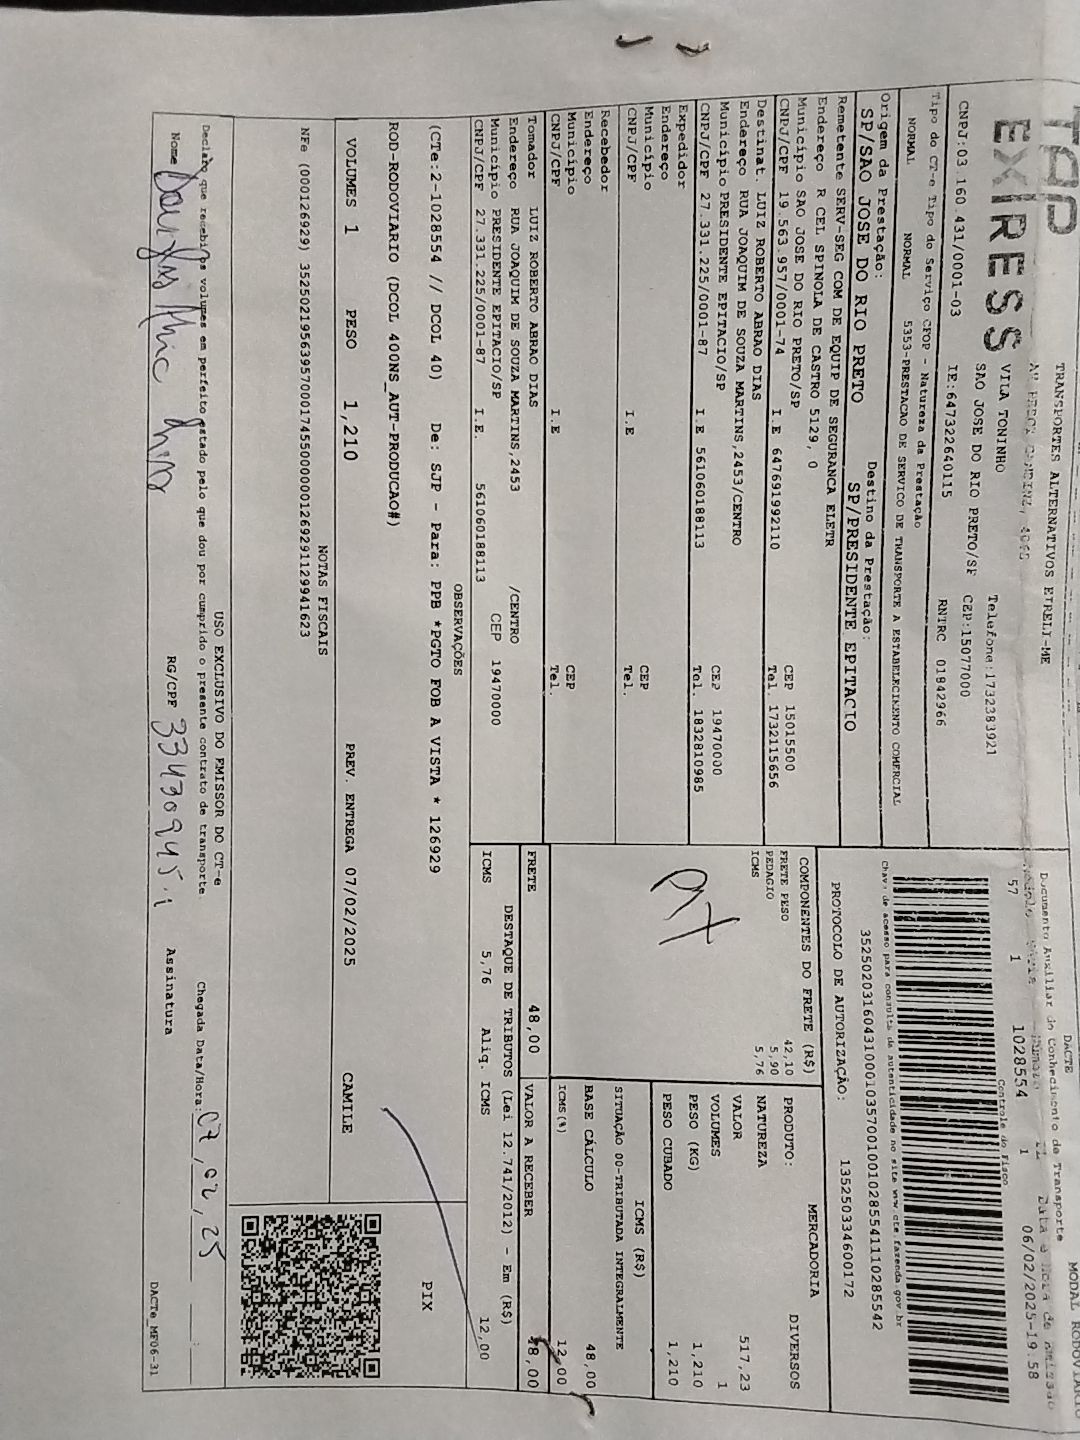 TAP
EXPRESS
TRANSPORTES ALTERNATIVOS EIRELI-ME
VILA TONINHO
SAO JOSE DO RIO PRETO/SP CEP:15077000
Telefone:1732383921
CNPJ:03.160.431/0001-03 IE:647322640115 RNTRC 01842966
DACTE MODAL RODOVIARIO
Documento Auxiliar do Conhecimento de Transporte
57 1 1028554 1 06/02/2025-19:58
Controle do Fisco
Chave de acesso para consulta de autenticidade no site www.cte.fazenda.gov.br
35250203160431000103570010010285541110285542
PROTOCOLO DE AUTORIZAÇÃO: 135250334600172
Tipo do CT-e Tipo do Serviço CFOP - Natureza da Prestação
NORMAL NORMAL 5353-PRESTACAO DE SERVICO DE TRANSPORTE A ESTABELECIMENTO COMERCIAL
Origem da Prestação: Destino da Prestação:
SP/SAO JOSE DO RIO PRETO SP/PRESIDENTE EPITACIO
Remetente SERV-SEG COM DE EQUIP DE SEGURANCA ELETR
Endereço R CEL SPINOLA DE CASTRO 5129, 0
Município SAO JOSE DO RIO PRETO/SP CEP 15015500
CNPJ/CPF 19.563.957/0001-74 I.E 647691992110 Tel. 1732115656
Destinat. LUIZ ROBERTO ABRAO DIAS
Endereço RUA JOAQUIM DE SOUZA MARTINS,2453/CENTRO
Município PRESIDENTE EPITACIO/SP CEP 19470000
CNPJ/CPF 27.331.225/0001-87 I.E 561060188113 Tel. 1832810985
Expedidor
Endereço
Município CEP
CNPJ/CPF I.E Tel.
Recebedor
Endereço
Município CEP
CNPJ/CPF I.E Tel.
Tomador LUIZ ROBERTO ABRAO DIAS
Endereço RUA JOAQUIM DE SOUZA MARTINS,2453 /CENTRO
Município PRESIDENTE EPITACIO/SP CEP 19470000
CNPJ/CPF 27.331.225/0001-87 I.E. 561060188113
COMPONENTES DO FRETE (R$)
FRETE PESO 42,10
PEDAGIO 5,90
ICMS 5,76
PIX
MERCADORIA
PRODUTO: DIVERSOS
NATUREZA
VALOR 517,23
VOLUMES 1
PESO (KG) 1,210
PESO CUBADO 1,210
ICMS (R$)
SITUAÇÃO 00-TRIBUTADA INTEGRALMENTE
BASE CÁLCULO 48,00
ICMS(%) 12,00
FRETE 48,00 VALOR A RECEBER 48,00
DESTAQUE DE TRIBUTOS (Lei 12.741/2012) - Em (R$)
ICMS 5,76 Aliq. ICMS 12,00
OBSERVAÇÕES
(CTe:2-1028554 // DCOL 40) De: SJP - Para: PPB *PGTO FOB A VISTA * 126929
ROD-RODOVIARIO (DCOL 400NS_AUT-PRODUCAO#)
PIX
VOLUMES 1 PESO 1,210 PREV. ENTREGA 07/02/2025 CAMILE
NOTAS FISCAIS
NFe (000126929) 35250219563957000174550000001269291129941623
USO EXCLUSIVO DO EMISSOR DO CT-e
Declaro que recebi os volumes em perfeito estado pelo que dou por cumprido o presente contrato de transporte.
Chegada Data/Hora: 07/02/25 :
Nome RG/CPF 33430945-1 Assinatura
DACTe_MF06-31